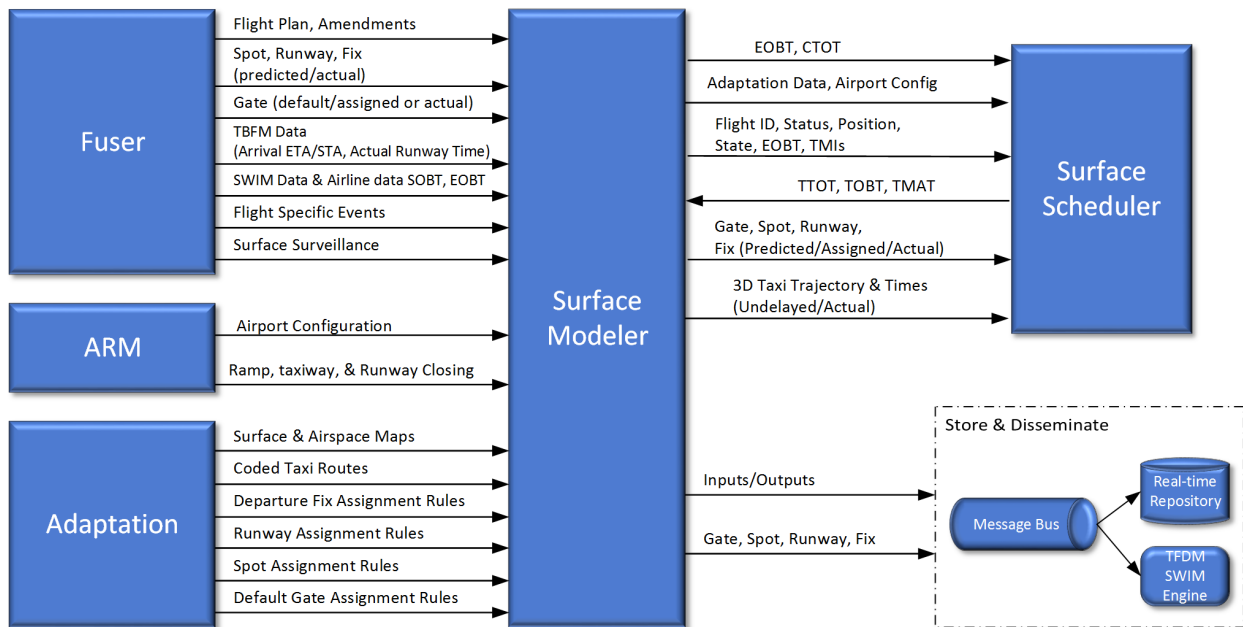 Fuser
Flight Plan, Amendments
Spot, Runway, Fix
(predicted/actual)
Gate (default/assigned or actual)
TBFM Data
(Arrival ETA/STA, Actual Runway Time)
SWIM Data & Airline data SOBT, EOBT
Flight Specific Events
Surface Surveillance
ARM
Airport Configuration
Ramp, taxiway, & Runway Closing
Adaptation
Surface & Airspace Maps
Coded Taxi Routes
Departure Fix Assignment Rules
Runway Assignment Rules
Spot Assignment Rules
Default Gate Assignment Rules
Surface
Modeler
EOBT, CTOT
Adaptation Data, Airport Config
Flight ID, Status, Position,
State, EOBT, TMIs
TTOT, TOBT, TMAT
Gate, Spot, Runway,
Fix (Predicted/Assigned/Actual)
3D Taxi Trajectory & Times
(Undelayed/Actual)
Surface
Scheduler
Inputs/Outputs
Gate, Spot, Runway, Fix
Store & Disseminate
Message Bus
Real-time
Repository
TFDM
SWIM
Engine